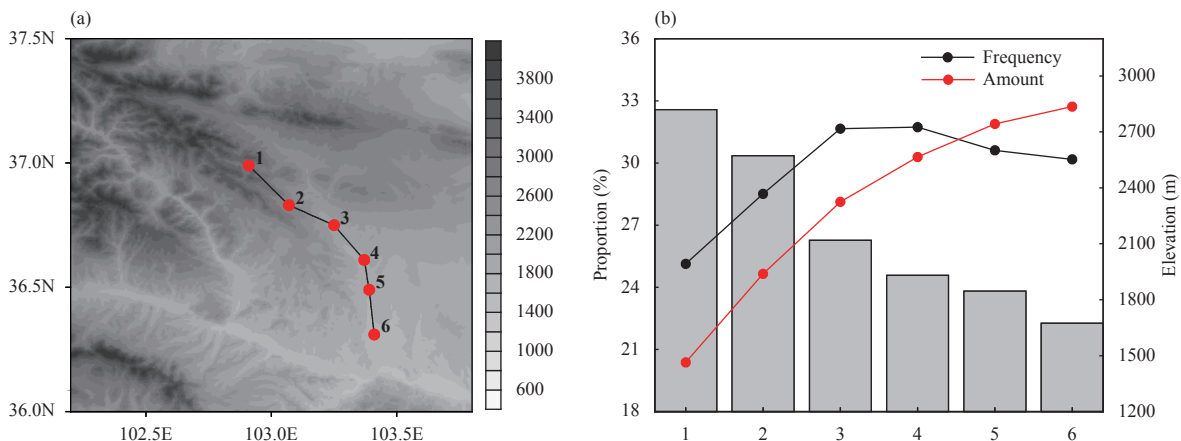 (a)
37.5N
37.0N
36.5N
36.0N
102.5E 103.0E 103.5E
1
2
3
4
5
6
3800
3400
3000
2600
2200
1800
1400
1000
600
(b)
Proportion (%)
36
33
30
27
24
21
18
Frequency
Amount
1 2 3 4 5 6
3000
2700
2400
2100
1800
1500
1200
Elevation (m)